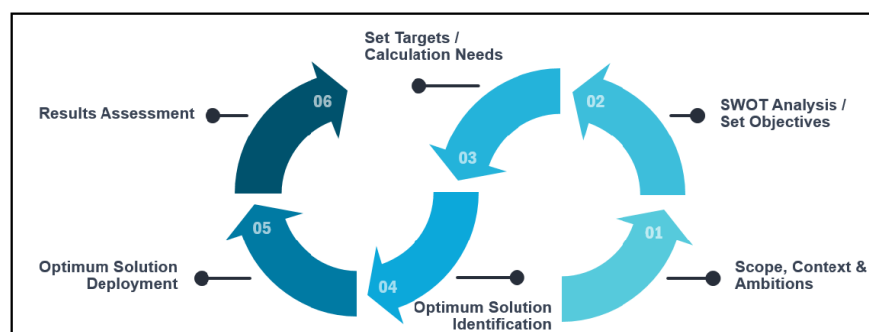 Set Targets /
Calculation Needs
06
Results Assessment
02
SWOT Analysis /
Set Objectives
03
05
01
Optimum Solution
Deployment
Scope, Context &
Ambitions
04
Optimum Solution
Identification